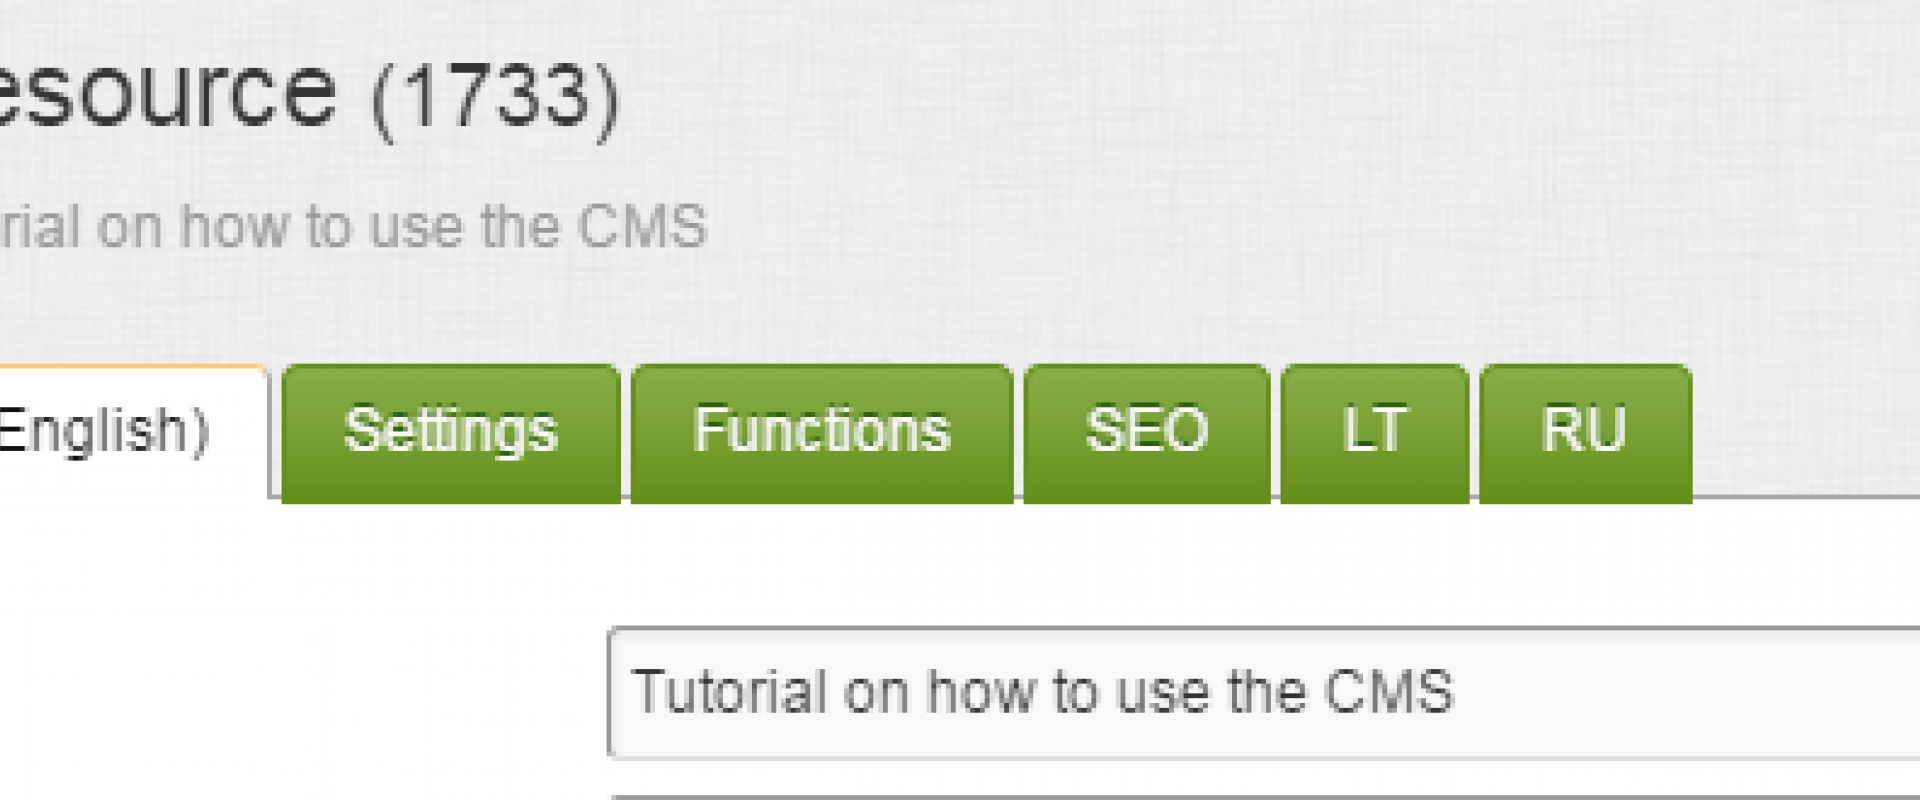 esource (1733)
rial on how to use the CMS
English) Settings Functions SEO LT RU
Tutorial on how to use the CMS